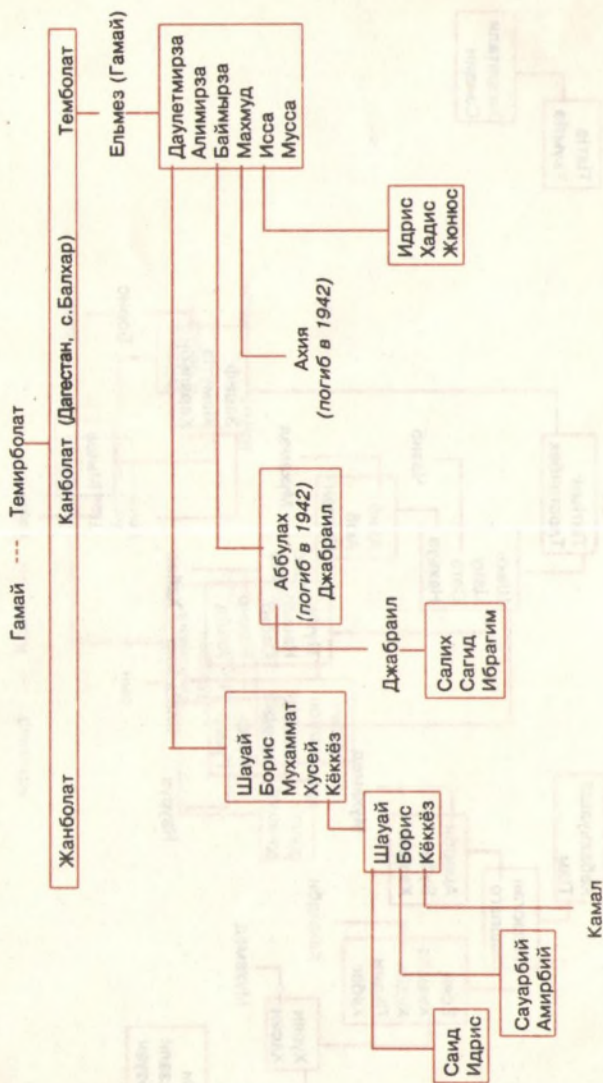 Гамай --- Темирболат
Жанболат Канболат (Дагестан, с.Балхар) Темболат
Ельмез (Гамай)
Даулетмирза
Алимирза
Баймырза
Махмуд
Исса
Мусса
Шауай
Борис
Мухаммат
Хусей
Кёккёз
Аббулах
(погиб в 1942)
Джабраил
Ахия
(погиб в 1942)
Идрис
Хадис
Жюнюс
Шауай
Борис
Кёккёз
Джабраил
Салих
Сагид
Ибрагим
Саид
Идрис
Сауарбий
Амирбий
Камал